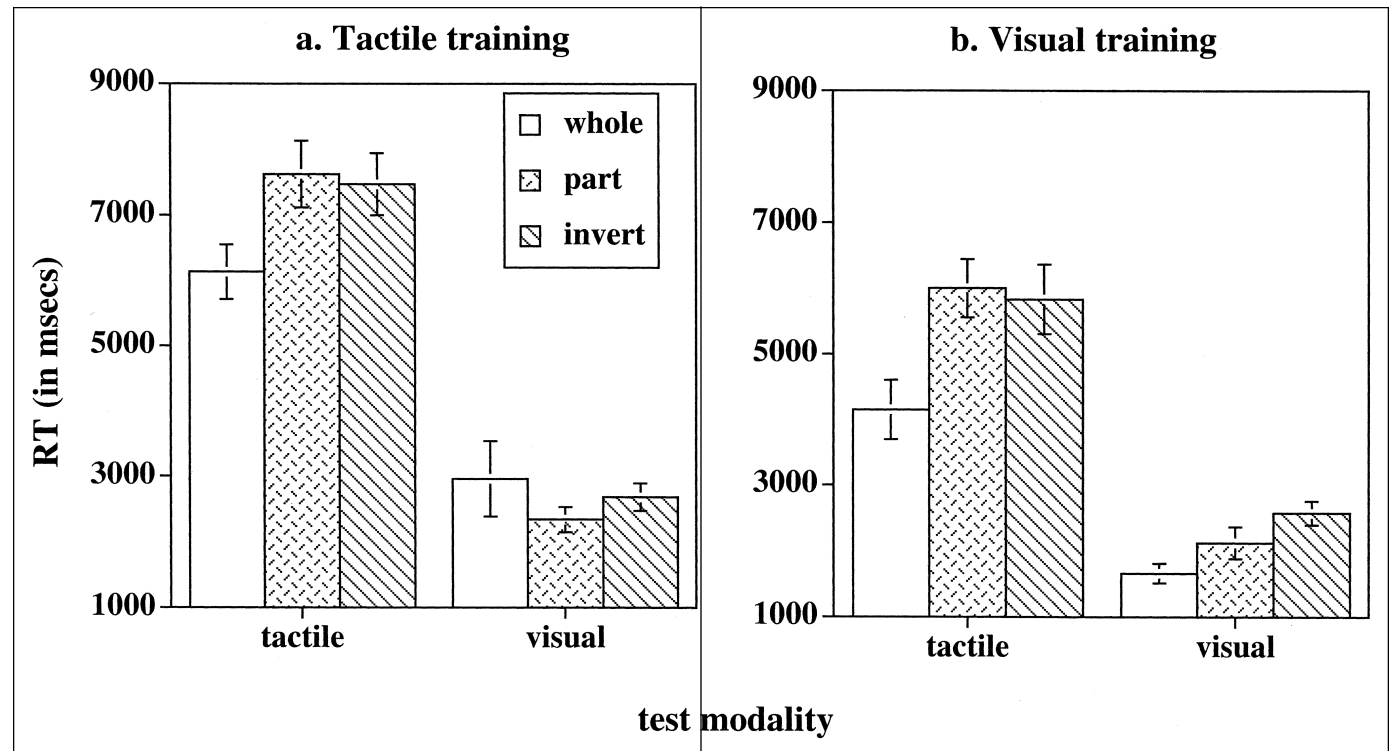 a. Tactile training
9000
7000
5000
3000
1000
RT (in msecs)
whole
part
invert
tactile
visual
b. Visual training
9000
7000
5000
3000
1000
tactile
visual
test modality